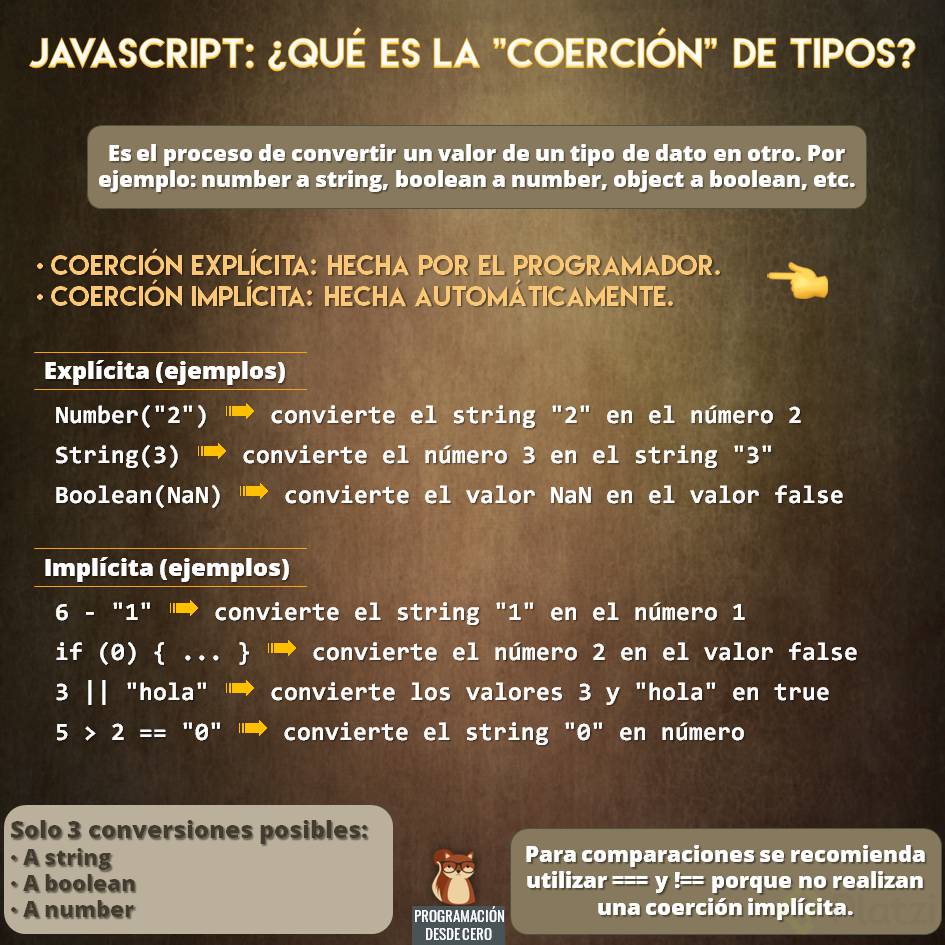 JAVASCRIPT: ¿QUÉ ES LA "COERCIÓN" DE TIPOS?
Es el proceso de convertir un valor de un tipo de dato en otro. Por
ejemplo: number a string, boolean a number, object a boolean, etc.
• COERCIÓN EXPLÍCITA: HECHA POR EL PROGRAMADOR.
• COERCIÓN IMPLÍCITA: HECHA AUTOMÁTICAMENTE.
Explícita (ejemplos)
Number("2") ➠ convierte el string "2" en el número 2
String(3) ➠ convierte el número 3 en el string "3"
Boolean(NaN) ➠ convierte el valor NaN en el valor false
Implícita (ejemplos)
6 - "1" ➠ convierte el string "1" en el número 1
if (0) { ... } ➠ convierte el número 2 en el valor false
3 || "hola" ➠ convierte los valores 3 y "hola" en true
5 > 2 == "0" ➠ convierte el string "0" en número
Solo 3 conversiones posibles:
• A string
• A boolean
• A number
PROGRAMACIÓN
DESDE CERO
Para comparaciones se recomienda
utilizar === y !== porque no realizan
una coerción implícita.